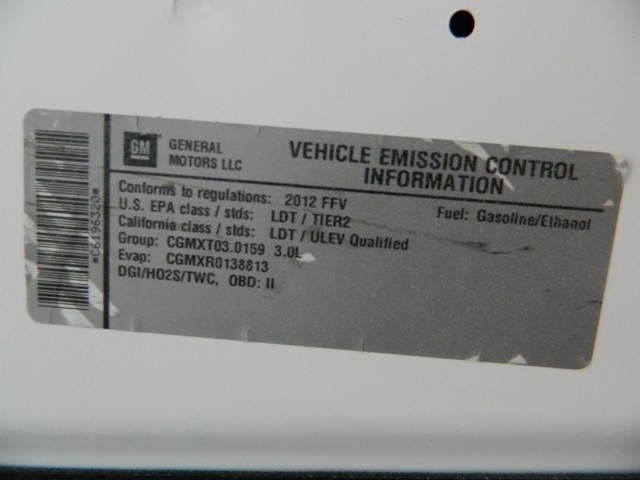 *C6196320*
GM
GENERAL
MOTORS LLC
VEHICLE EMISSION CONTROL
INFORMATION
Conforms to regulations: 2012 FFV
Fuel: Gasoline/Ethanol
U.S. EPA class / stds: LDT / TIER2
California class / stds: LDT / ULEV Qualified
Group: CGMXT03.0159 3.0L
Evap: CGMXR0138813
DGI/HO2S/TWC, OBD: II